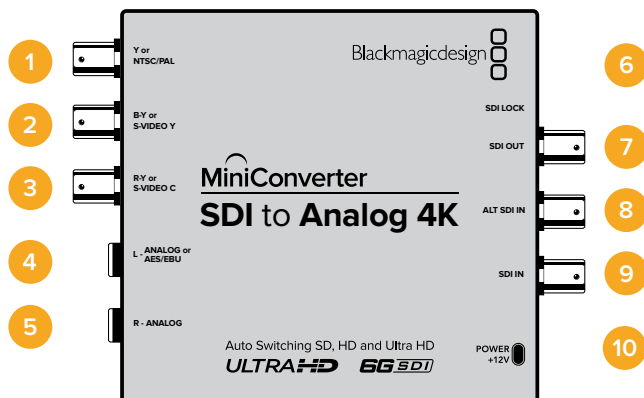 1
Y or
NTSC/PAL
2
B-Y or
S-VIDEO Y
3
R-Y or
S-VIDEO C
4
L - ANALOG or
AES/EBU
5
R - ANALOG
Blackmagicdesign
MiniConverter
SDI to Analog 4K
Auto Switching SD, HD and Ultra HD
ULTRAHD 6G SDI
6
SDI LOCK
7
SDI OUT
8
ALT SDI IN
9
SDI IN
10
POWER
+12V